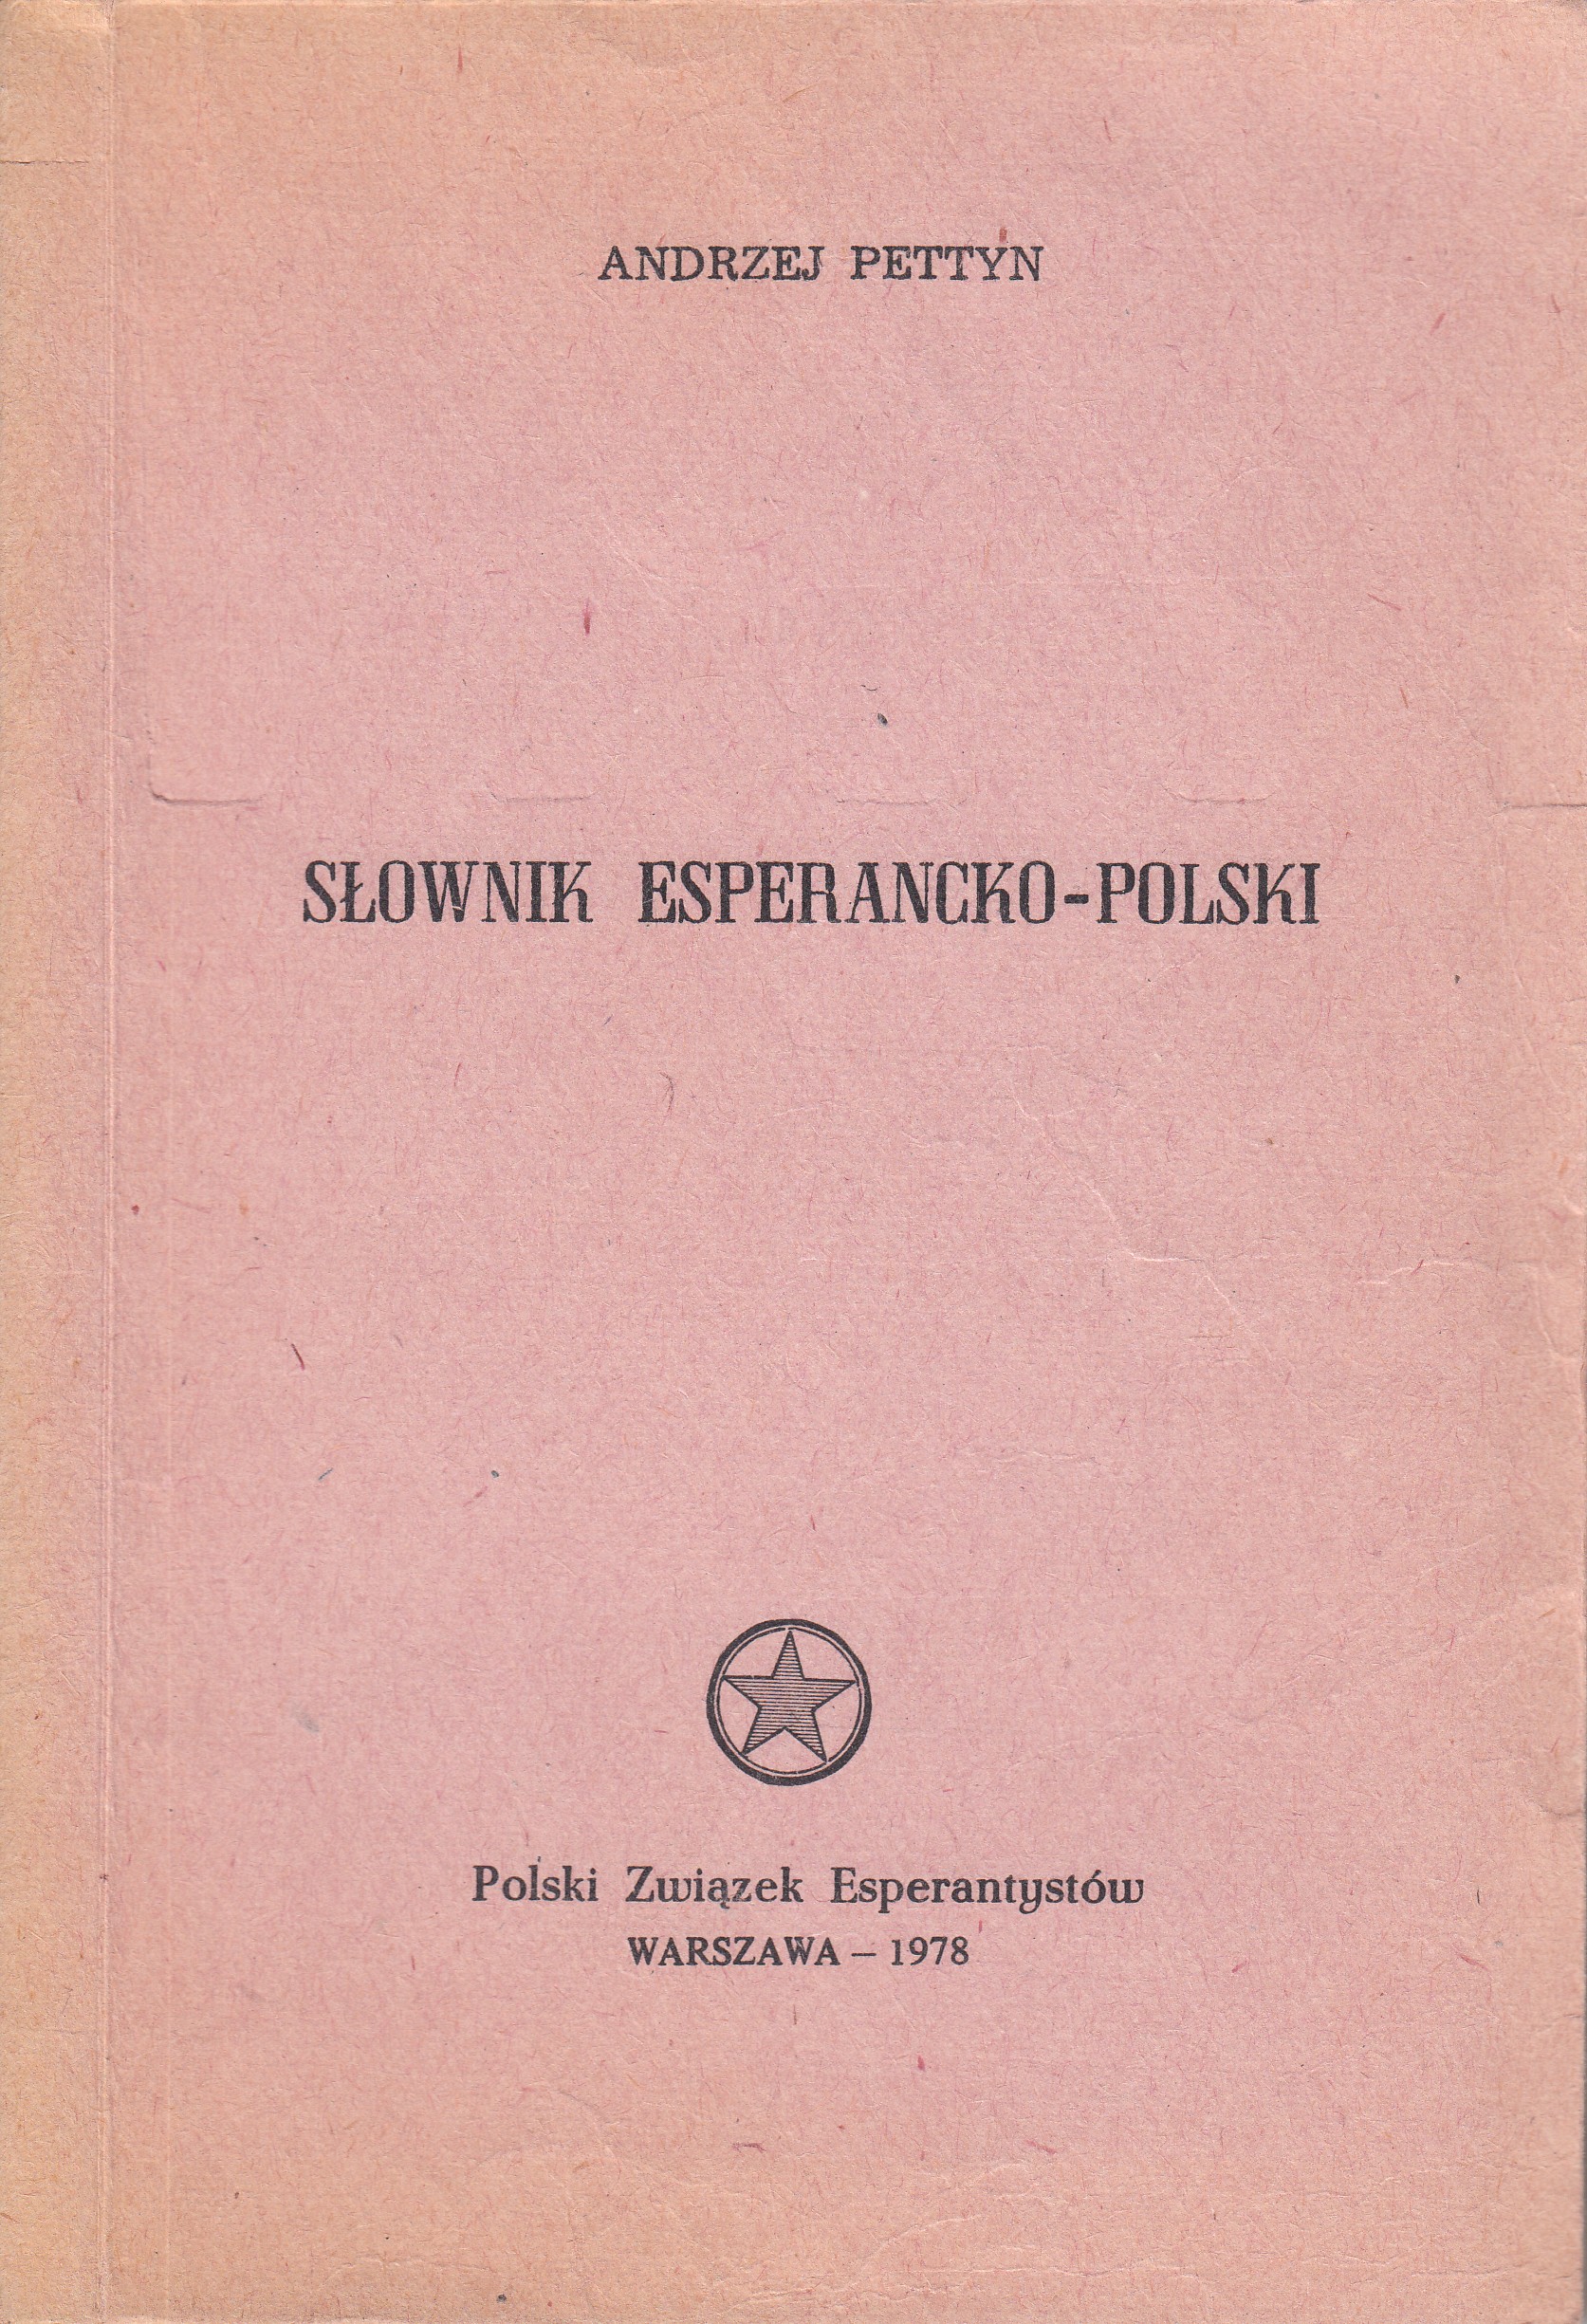 ANDRZEJ PETTYN
SŁOWNIK ESPERANCKO-POLSKI
Polski Związek Esperantystów
WARSZAWA – 1978